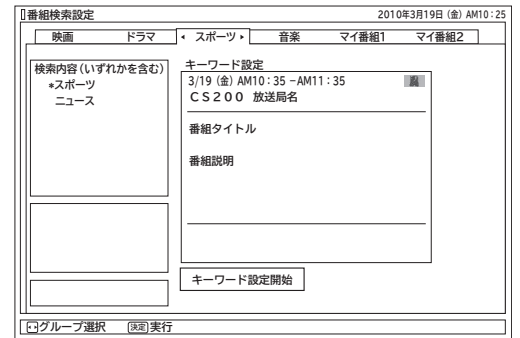 番組検索設定
2010年3月19日（金）AM10：25
映画 ドラマ スポーツ 音楽 マイ番組1 マイ番組2
検索内容（いずれかを含む）
*スポーツ
ニュース
キーワード設定
3/19（金）AM10：35 −AM11：35
ＣＳ２００ 放送局名
番組タイトル
番組説明
キーワード設定開始
グループ選択 決定 実行